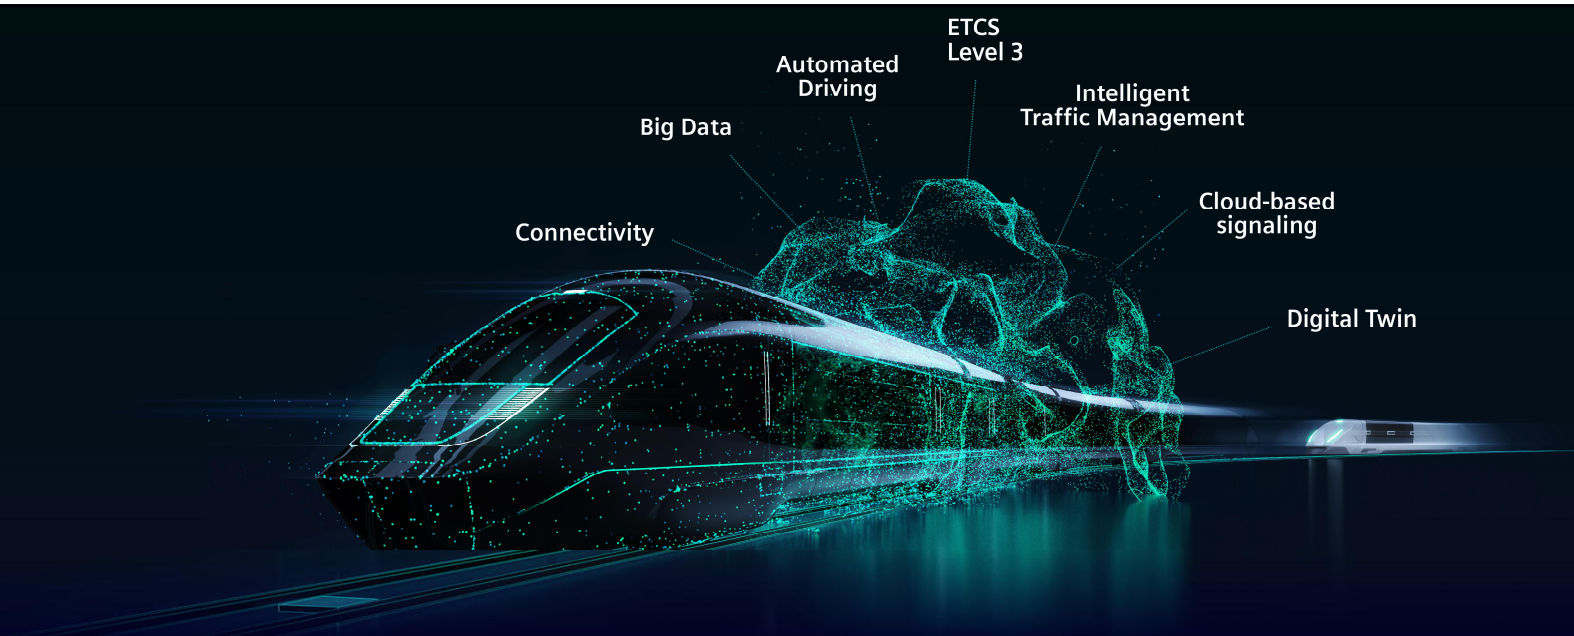 ETCS
Level 3
Automated
Driving
Intelligent
Traffic Management
Big Data
Cloud-based
signaling
Connectivity
Digital Twin